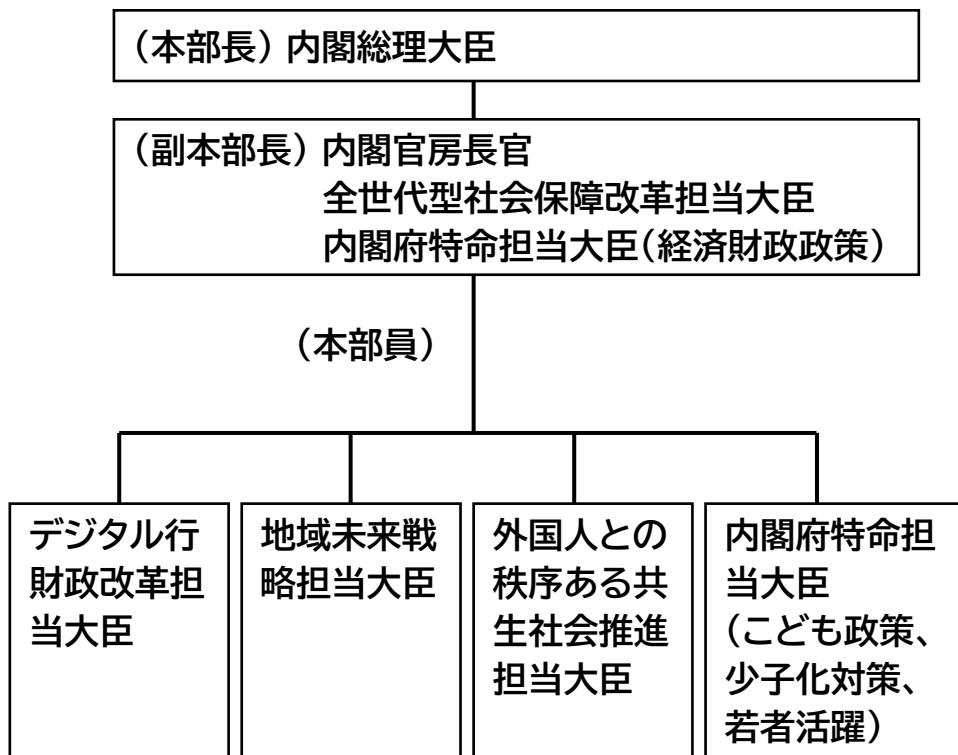 （本部長）内閣総理大臣
（副本部長）内閣官房長官
全世代型社会保障改革担当大臣
内閣府特命担当大臣（経済財政政策）
（本部員）
デジタル行
財政改革担
当大臣
地域未来戦
略担当大臣
外国人との
秩序ある共
生社会推進
担当大臣
内閣府特命担
当大臣
（こども政策、
少子化対策、
若者活躍）